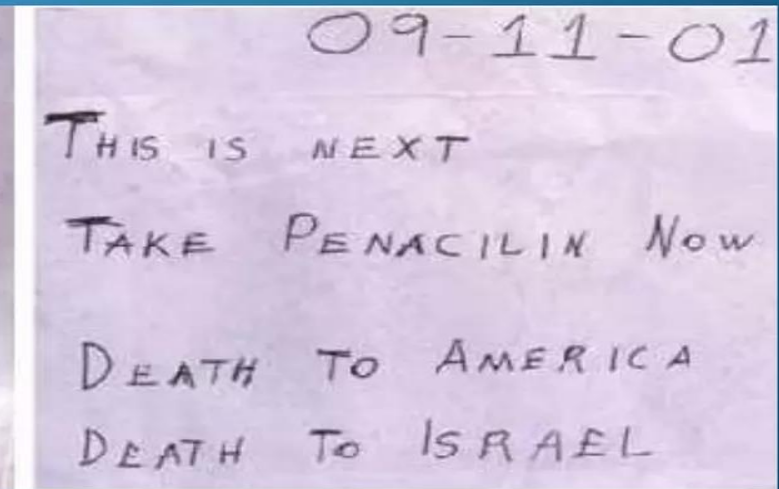 09-11-01
THIS IS NEXT
TAKE PENACILIN NOW
DEATH TO AMERICA
DEATH TO ISRAEL